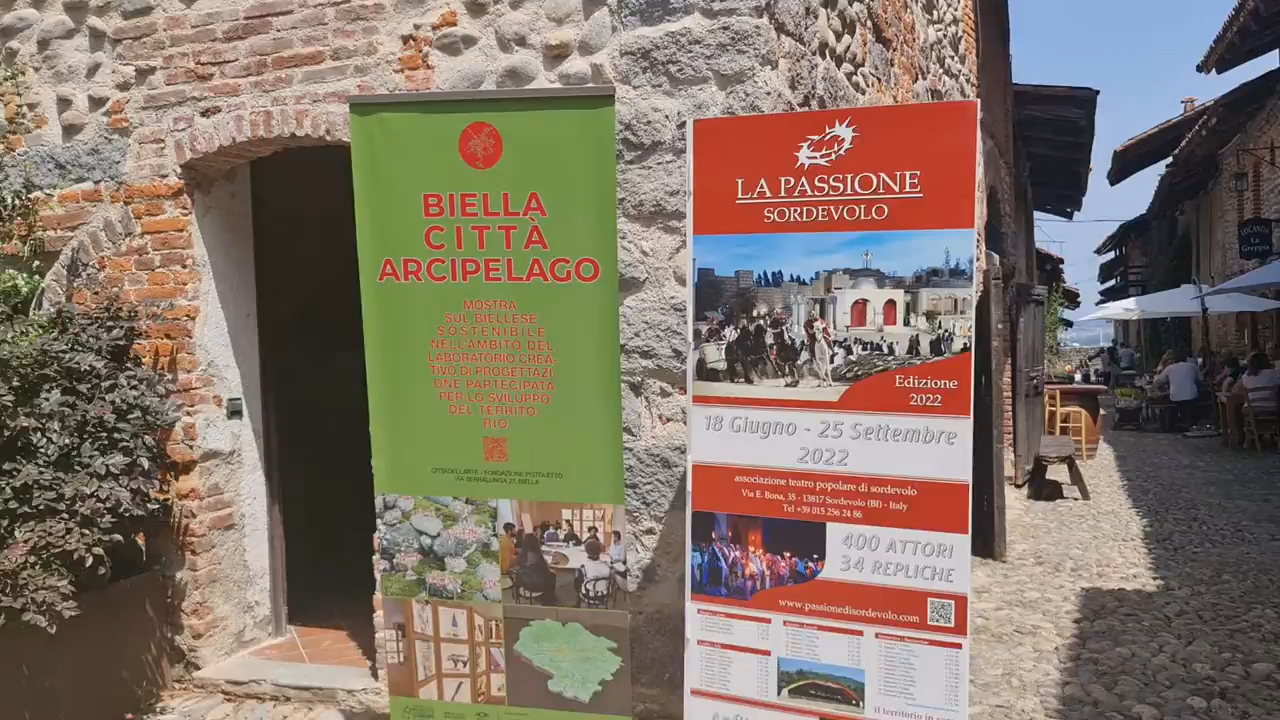 BIELLA
CITTÀ
ARCIPELAGO
MOSTRA
SUL BIELLESE
SOSTENIBILE
NELL'AMBITO DEL
LABORATORIO CREA-
TIVO DI PROGETTAZI-
ONE PARTECIPATA
PER LO SVILUPPO
DEL TERRITO-
RIO
CITTADELLARTE - FONDAZIONE PISTOLETTO
VIA SERRALUNGA 27, BIELLA
LA PASSIONE
SORDEVOLO
Edizione
2022
18 Giugno - 25 Settembre
2022
associazione teatro popolare di sordevolo
Via E. Bona, 35 - 13817 Sordevolo (BI) - Italy
Tel +39 015 256 24 86
400 ATTORI
34 REPLICHE
www.passionedisordevolo.com
il territorio in
LOCANDA
La
Greppia